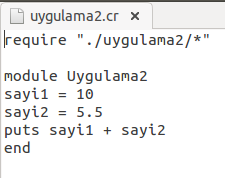 uygulama2.cr
require "./uygulama2/*"
module Uygulama2
sayi1 = 10
sayi2 = 5.5
puts sayi1 + sayi2
end